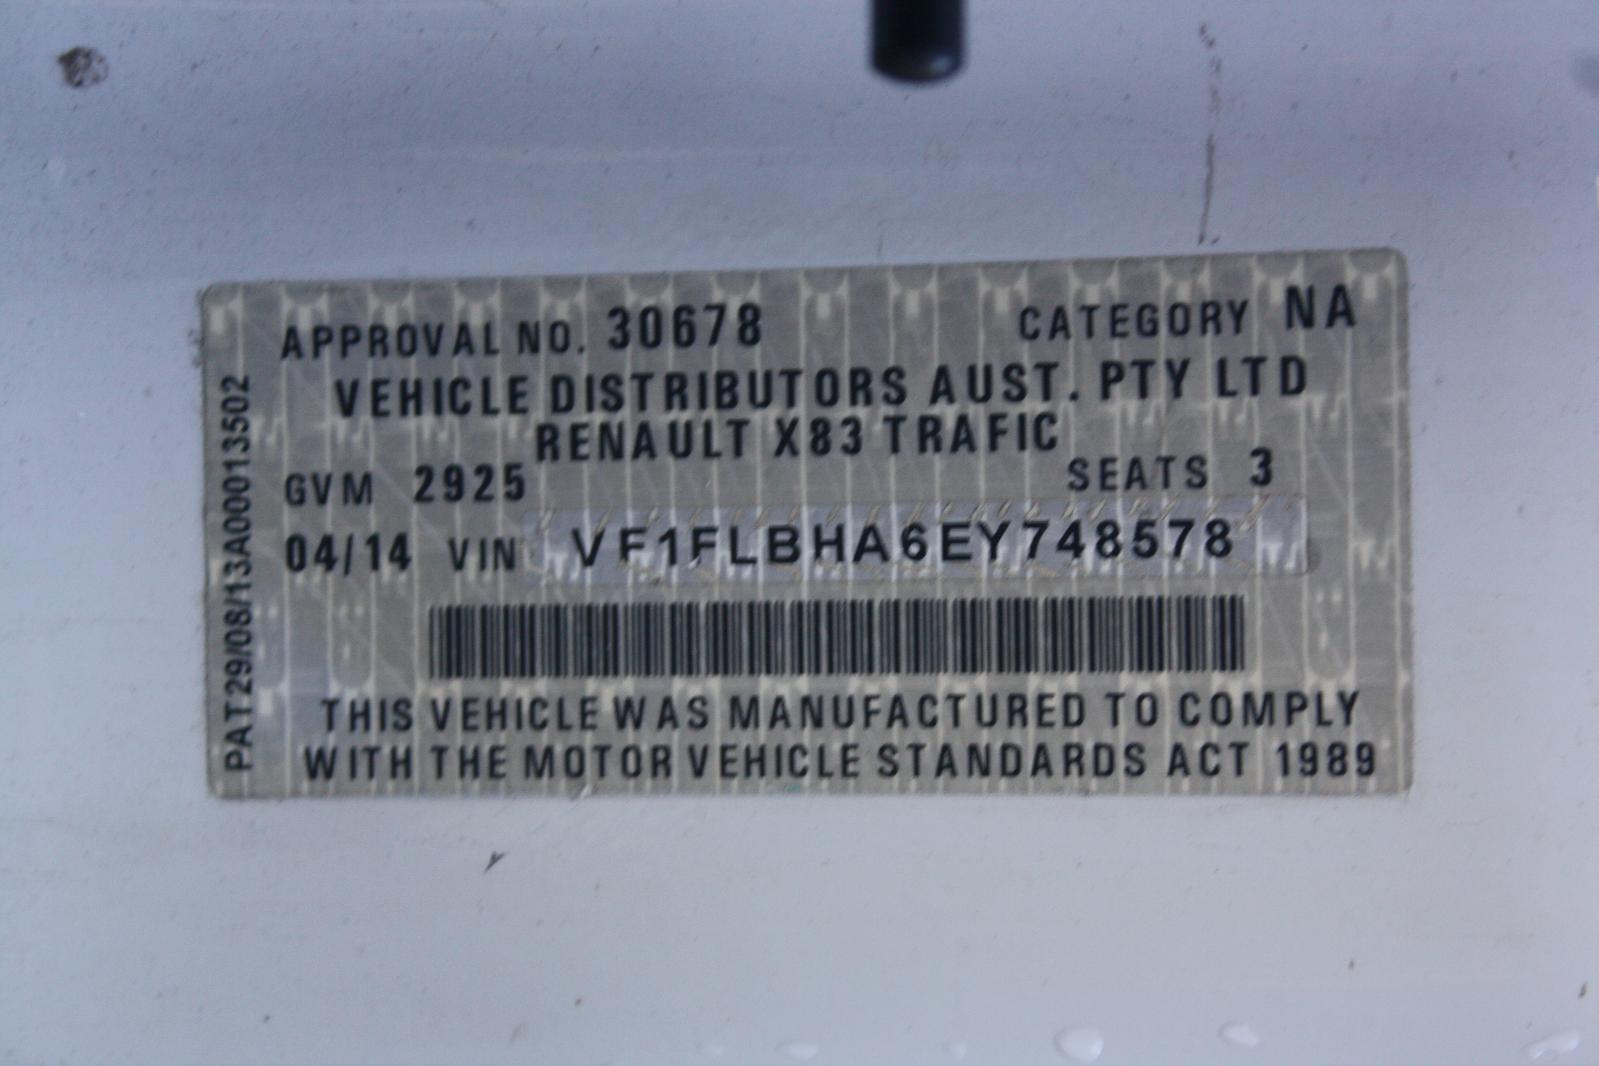 APPROVAL NO. 30678 CATEGORY NA
VEHICLE DISTRIBUTORS AUST. PTY LTD
RENAULT X83 TRAFIC
GVM 2925 SEATS 3
04/14 VIN VF1FLBHA6EY748578
THIS VEHICLE WAS MANUFACTURED TO COMPLY
WITH THE MOTOR VEHICLE STANDARDS ACT 1989
PAT29/08/13A00013502